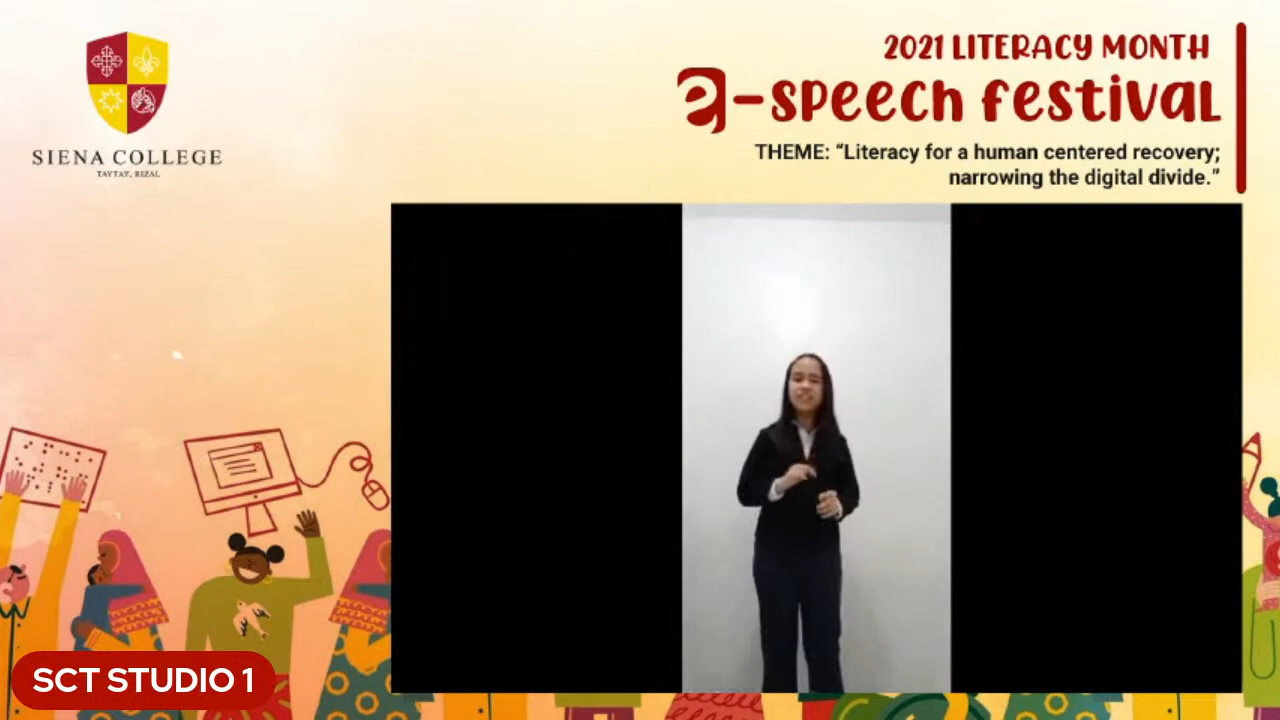 SIENA COLLEGE
TAYTAY, RIZAL
2021 LITERACY MONTH
e-speech festival
THEME: “Literacy for a human centered recovery;
narrowing the digital divide.”
SCT STUDIO 1